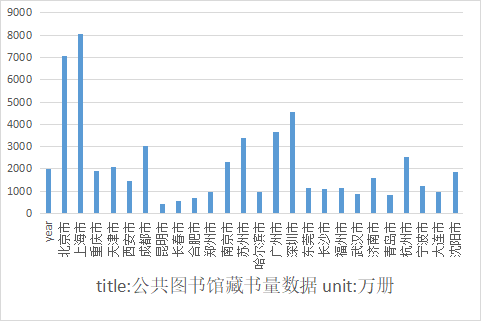 9000
8000
7000
6000
5000
4000
3000
2000
1000
0
year
北京市
上海市
重庆市
天津市
西安市
成都市
昆明市
长春市
合肥市
郑州市
南京市
苏州市
哈尔滨市
广州市
深圳市
东莞市
长沙市
福州市
武汉市
济南市
青岛市
杭州市
宁波市
大连市
沈阳市
title:公共图书馆藏书量数据 unit:万册